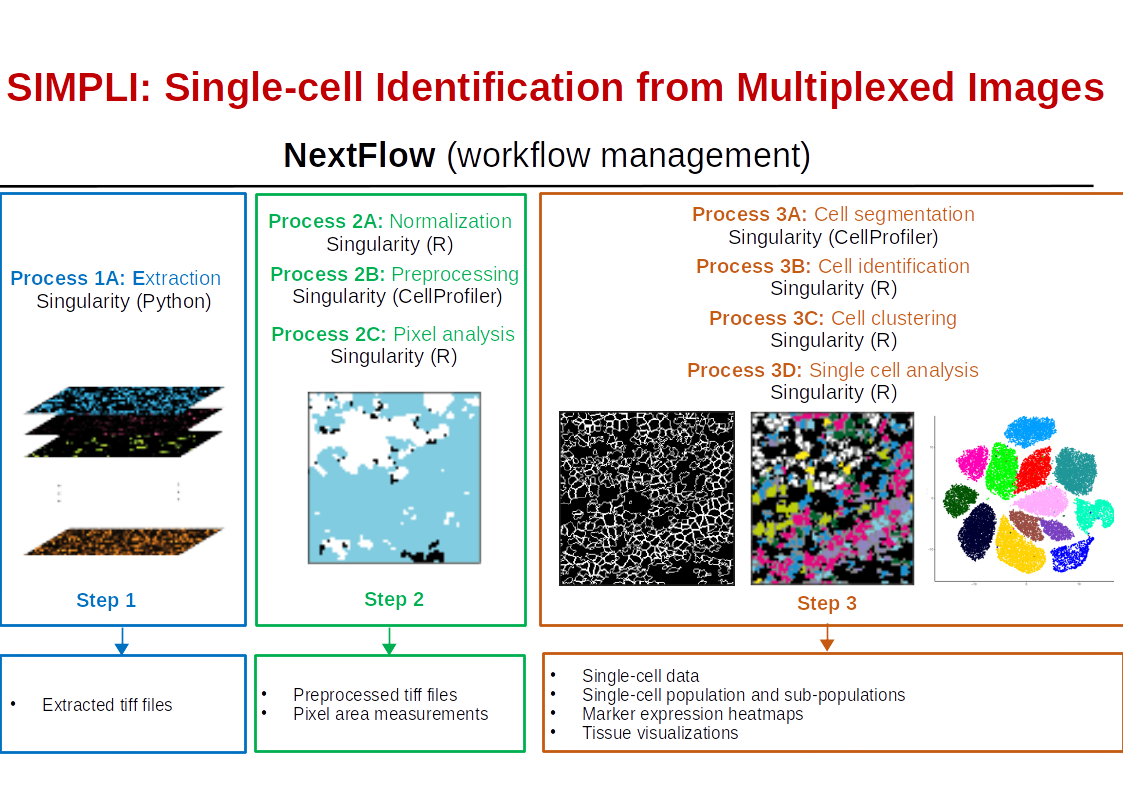 SIMPLI: Single-cell Identification from Multiplexed Images
NextFlow (workflow management)
Process 1A: Extraction
Singularity (Python)
Step 1
• Extracted tiff files
Process 2A: Normalization
Singularity (R)
Process 2B: Preprocessing
Singularity (CellProfiler)
Process 2C: Pixel analysis
Singularity (R)
Step 2
• Preprocessed tiff files
• Pixel area measurements
Process 3A: Cell segmentation
Singularity (CellProfiler)
Process 3B: Cell identification
Singularity (R)
Process 3C: Cell clustering
Singularity (R)
Process 3D: Single cell analysis
Singularity (R)
Step 3
• Single-cell data
• Single-cell population and sub-populations
• Marker expression heatmaps
• Tissue visualizations